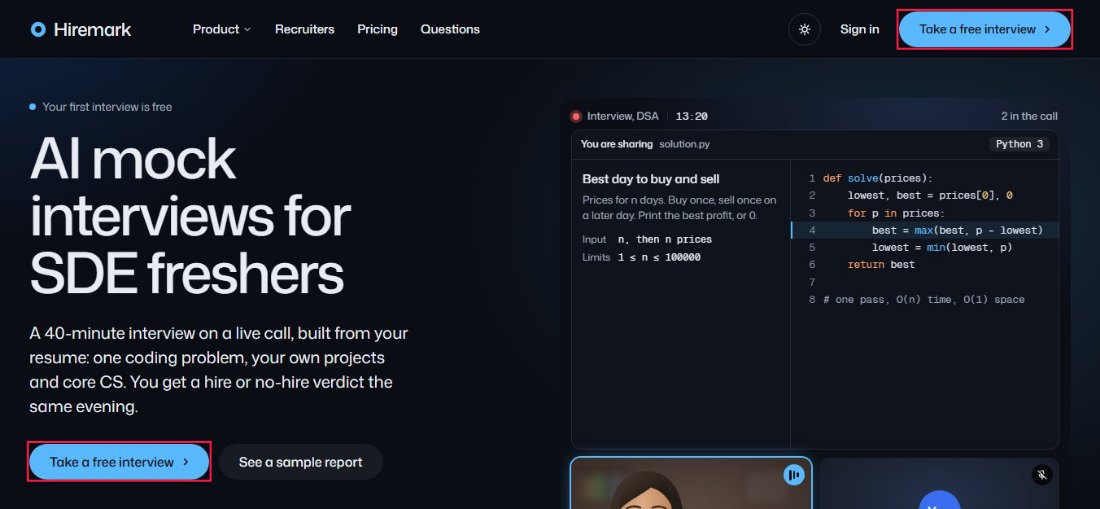 Hiremark
Product
Recruiters
Pricing
Questions
Sign in
Take a free interview
Your first interview is free
AI mock
interviews for
SDE freshers
A 40-minute interview on a live call, built from your
resume: one coding problem, your own projects
and core CS. You get a hire or no-hire verdict the
same evening.
Take a free interview
See a sample report
Interview, DSA 13:20
2 in the call
You are sharing solution.py
Python 3
Best day to buy and sell
Prices for n days. Buy once, sell once on
a later day. Print the best profit, or 0.
Input n, then n prices
Limits 1 ≤ n ≤ 100000
1 def solve(prices):
2     lowest, best = prices[0], 0
3     for p in prices:
4         best = max(best, p - lowest)
5         lowest = min(lowest, p)
6     return best
7
8 # one pass, O(n) time, O(1) space